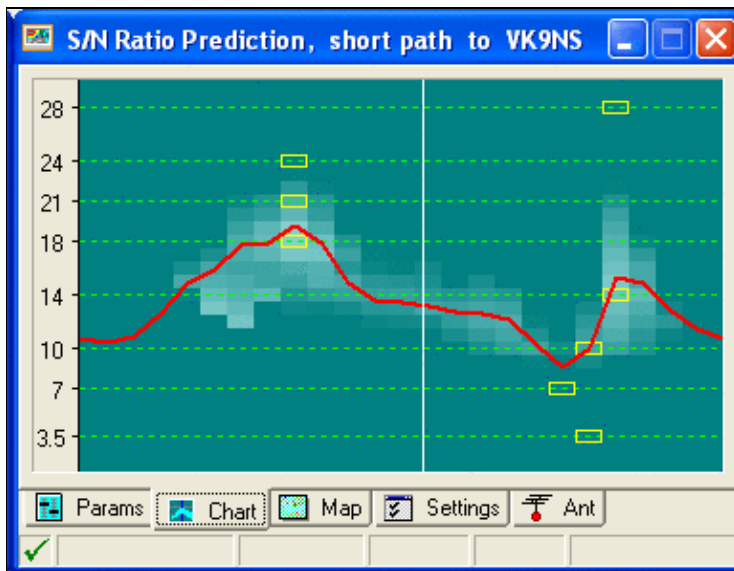 S/N Ratio Prediction, short path to VK9NS
28
24
21
18
14
10
7
3.5
Params
Chart
Map
Settings
Ant